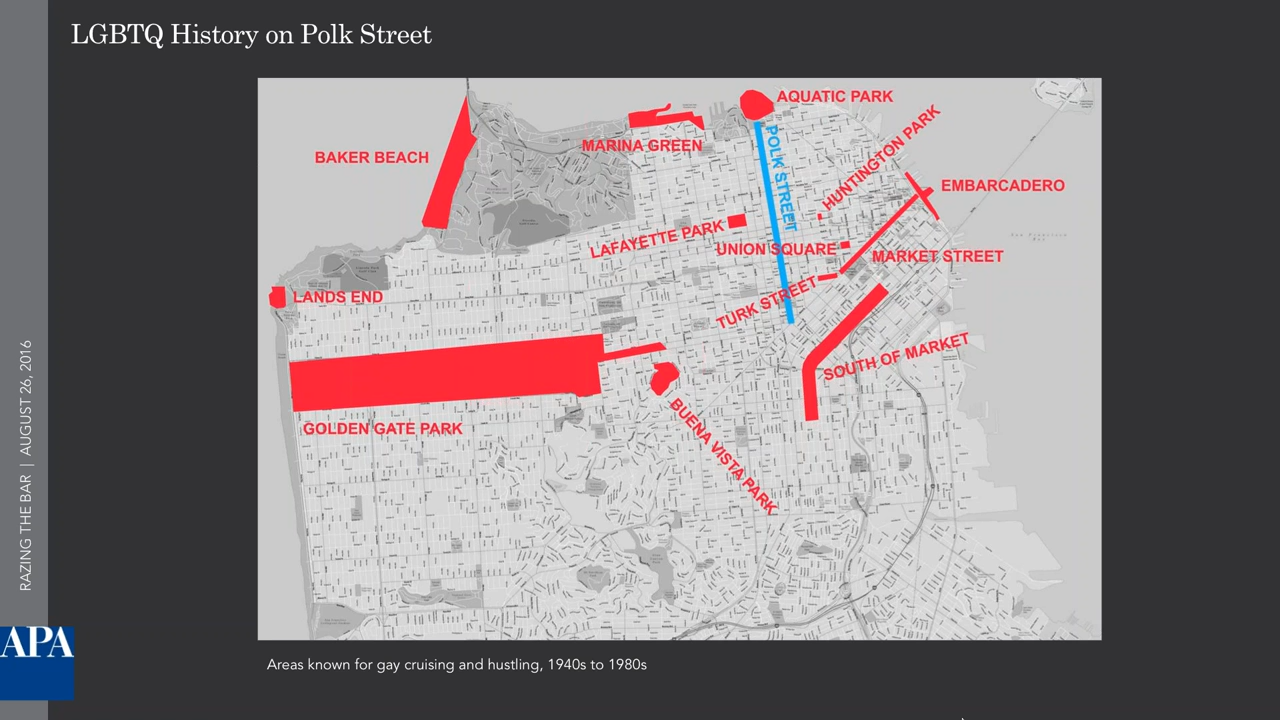 LGBTQ History on Polk Street
AQUATIC PARK
MARINA GREEN
BAKER BEACH
POLK STREET
HUNTINGTON PARK
EMBARCADERO
LAFAYETTE PARK
UNION SQUARE
MARKET STREET
TURK STREET
LANDS END
SOUTH OF MARKET
GOLDEN GATE PARK
BUENA VISTA PARK
Areas known for gay cruising and hustling, 1940s to 1980s
RAZING THE BAR | AUGUST 26, 2016
APA